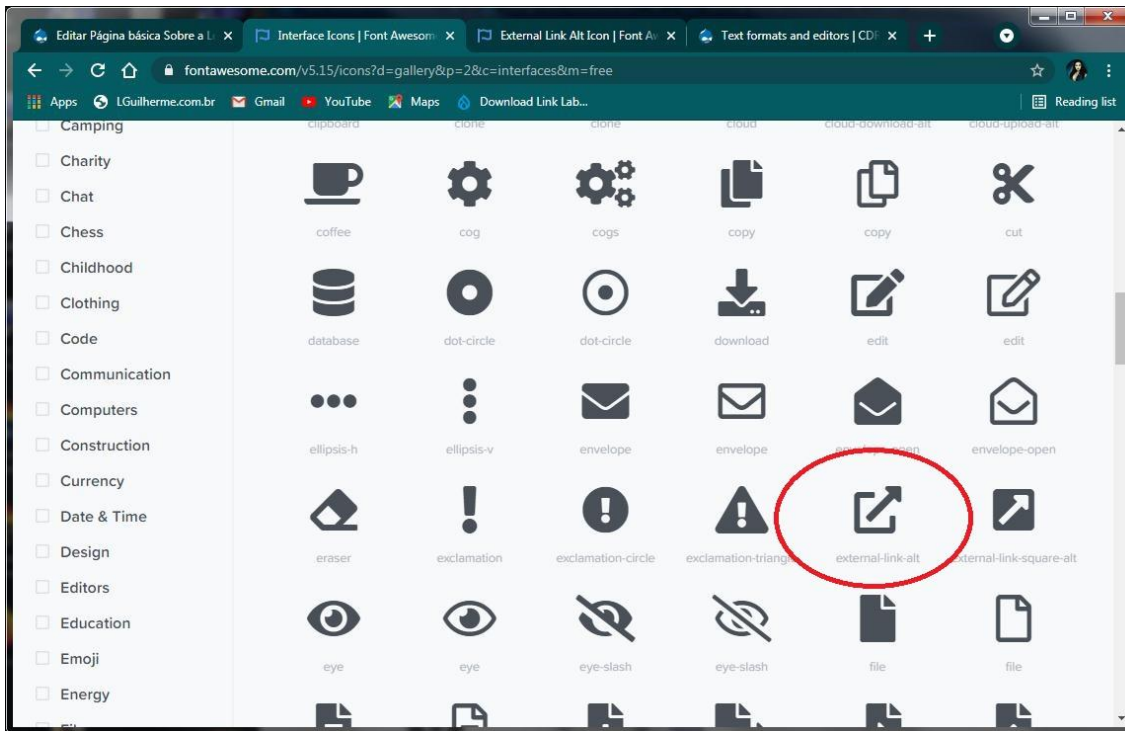 Editar Página básica Sobre a L
Interface Icons | Font Awesom
External Link Alt Icon | Font Av
Text formats and editors | CDF
fontawesome.com/v5.15/icons?d=gallery&p=2&c=interfaces&m=free
Apps LGuilherme.com.br Gmail YouTube Maps Download Link Lab... Reading list
Camping clipboard clone clone cloud cloud-download-alt cloud-upload-alt
Charity
Chat
Chess coffee cog cogs copy copy cut
Childhood
Clothing
Code database dot-circle dot-circle download edit edit
Communication
Computers
Construction ellipsis-h ellipsis-v envelope envelope envelope-open envelope-open
Currency
Date & Time
Design eraser exclamation exclamation-circle exclamation-triangle external-link-alt external-link-square-alt
Editors
Education
Emoji eye eye eye-slash eye-slash file file
Energy